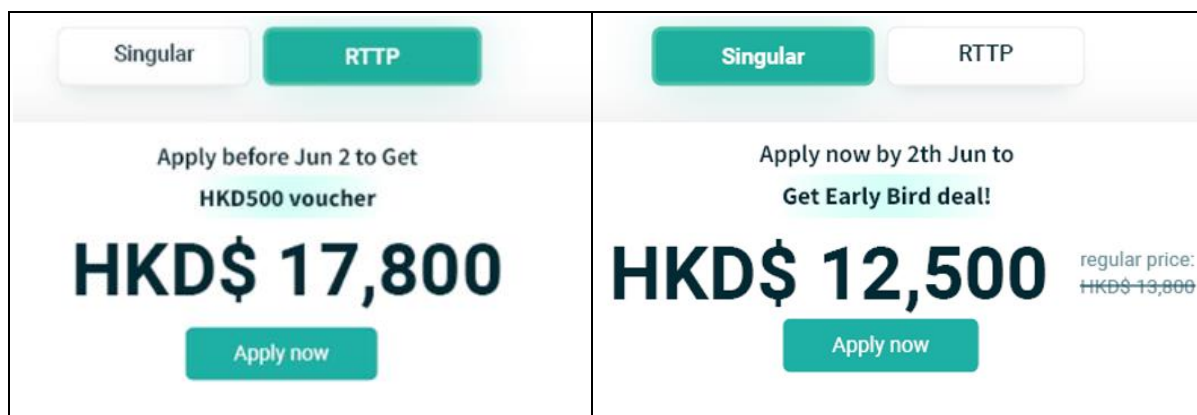 Singular
RTTP
Apply before Jun 2 to Get
HKD500 voucher
HKD$ 17,800
Apply now
Singular
RTTP
Apply now by 2th Jun to
Get Early Bird deal!
HKD$ 12,500
regular price:
HKD$ 13,800
Apply now